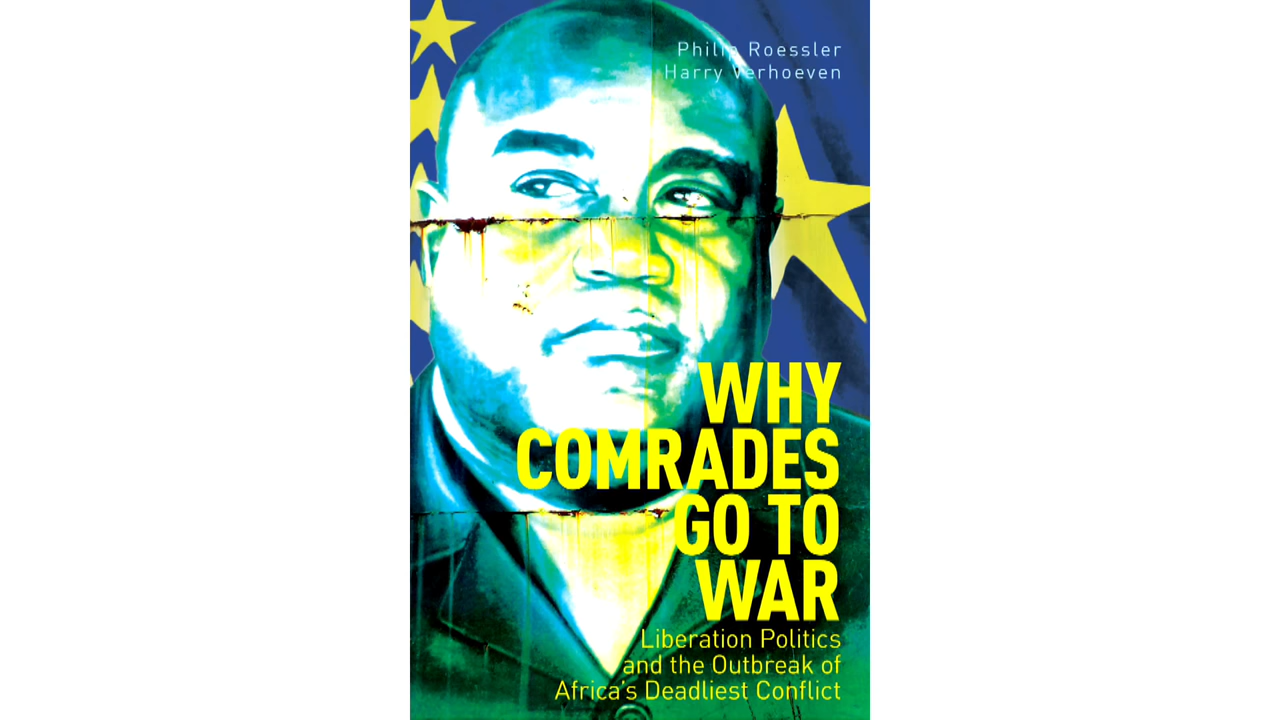 Philip Roessler
Harry Verhoeven
WHY
COMRADES
GO TO
WAR
Liberation Politics
and the Outbreak of
Africa's Deadliest Conflict